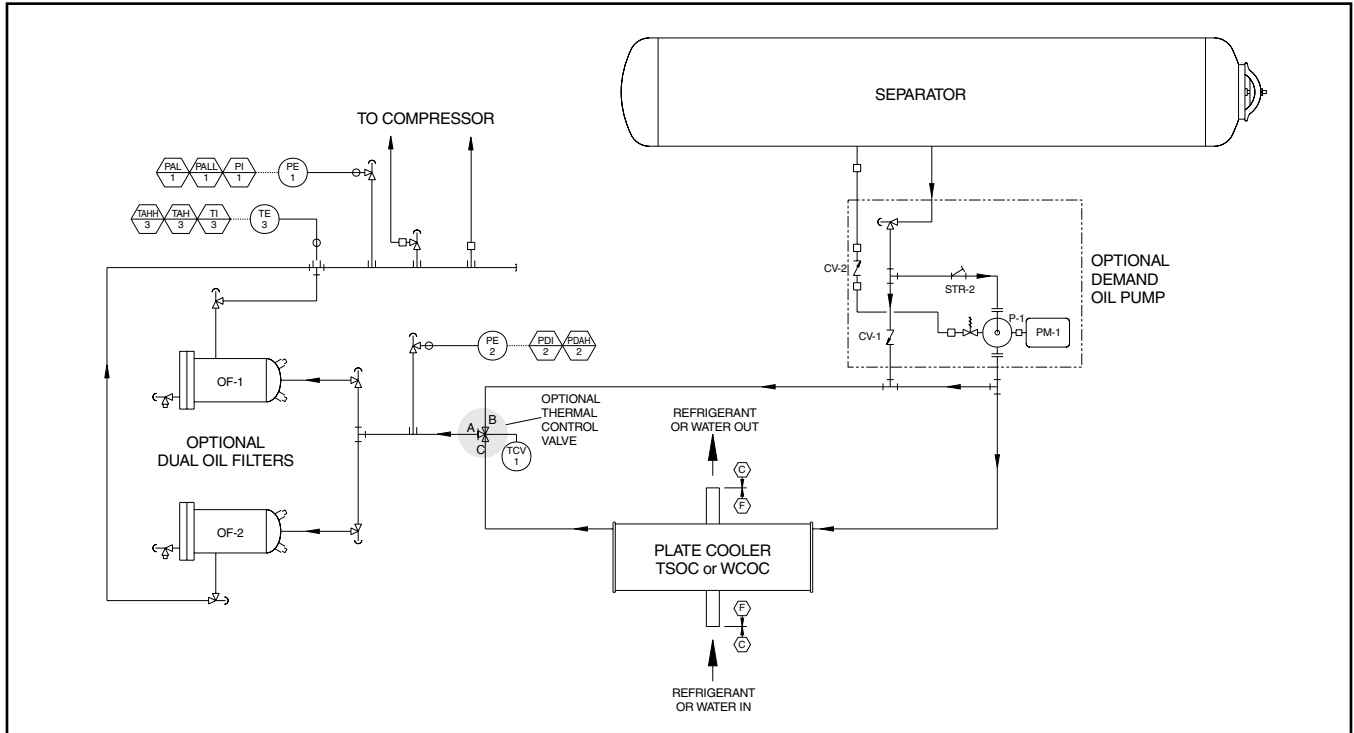 SEPARATOR
TO COMPRESSOR
PAL
1
PALL
1
PI
1
PE
1
TAHH
3
TAH
3
TI
3
TE
3
OPTIONAL
DEMAND
OIL PUMP
CV-2
STR-2
P-1
PM-1
CV-1
PE
2
PDI
2
PDAH
2
OF-1
OPTIONAL
THERMAL
CONTROL
VALVE
A
B
C
TCV
1
REFRIGERANT
OR WATER OUT
OPTIONAL
DUAL OIL FILTERS
C
F
OF-2
PLATE COOLER
TSOC or WCOC
F
C
REFRIGERANT
OR WATER IN